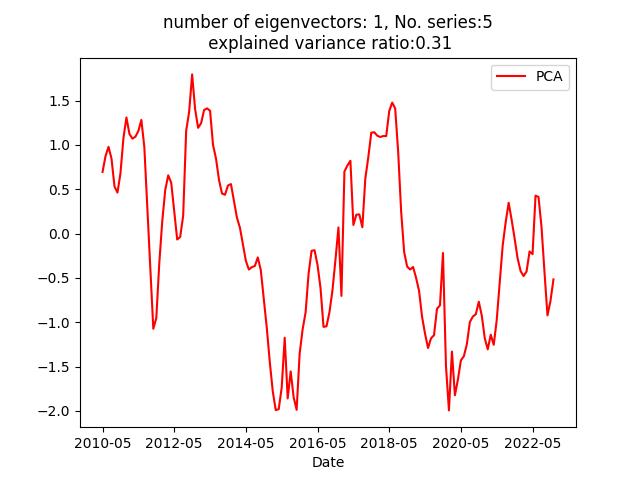 number of eigenvectors: 1, No. series:5
explained variance ratio:0.31
PCA
1.5
1.0
0.5
0.0
−0.5
−1.0
−1.5
−2.0
2010-05 2012-05 2014-05 2016-05 2018-05 2020-05 2022-05
Date